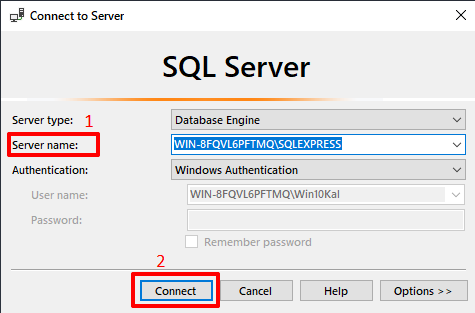 Connect to Server
SQL Server
Server type: 1 Database Engine
Server name: WIN-8FQVL6PFTMQ\SQLEXPRESS
Authentication: Windows Authentication
User name: WIN-8FQVL6PFTMQ\Win10Kal
Password:
Remember password
2
Connect Cancel Help Options >>